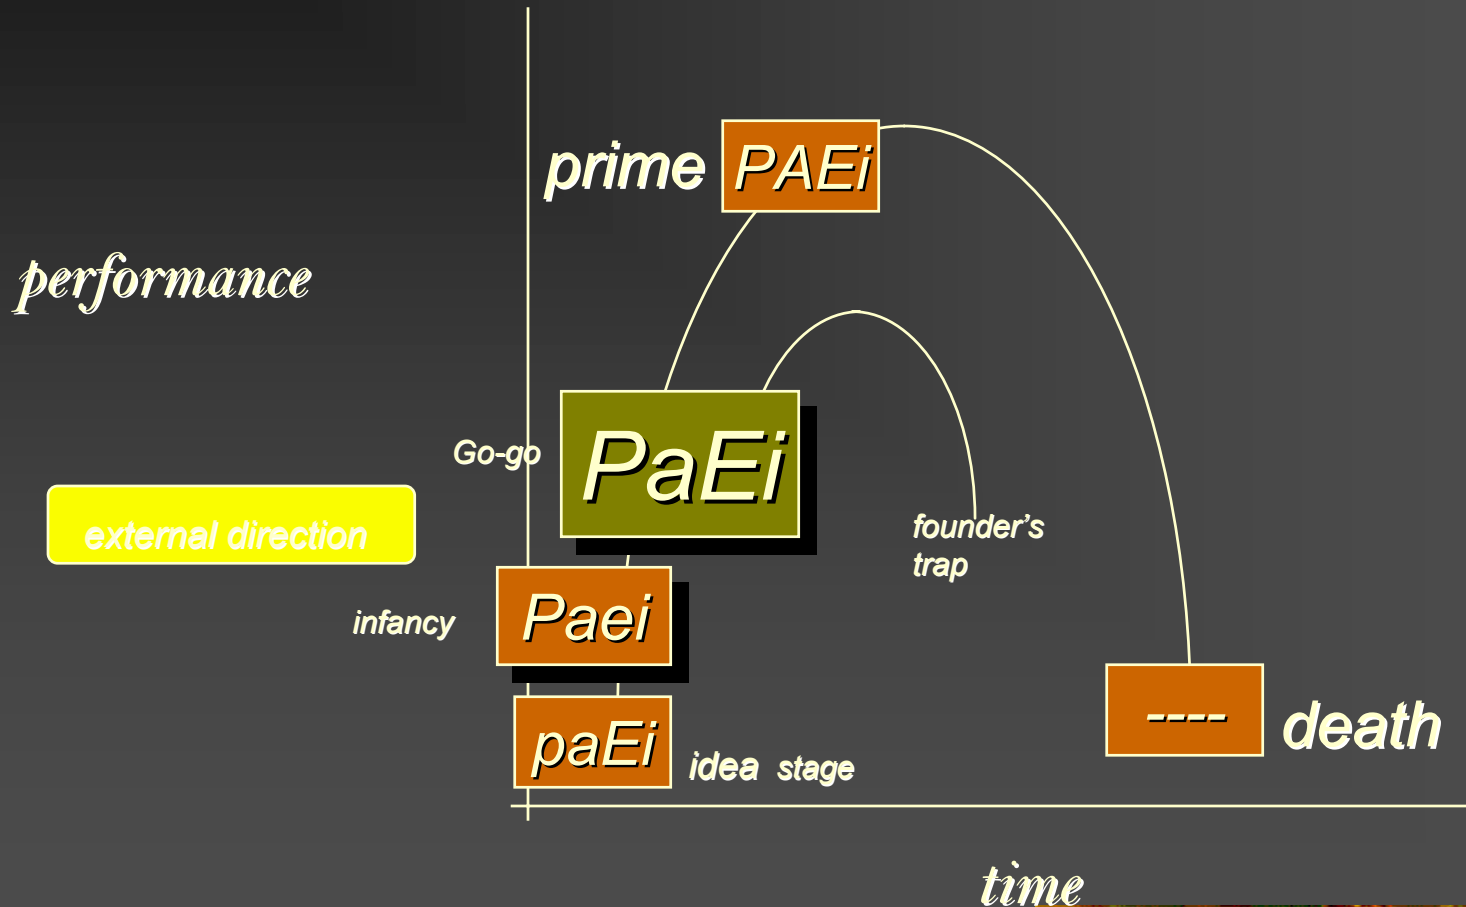 prime PAEi
performance
Go-go PaEi
external direction
founder's
trap
infancy Paei
---- death
paEi idea stage
time